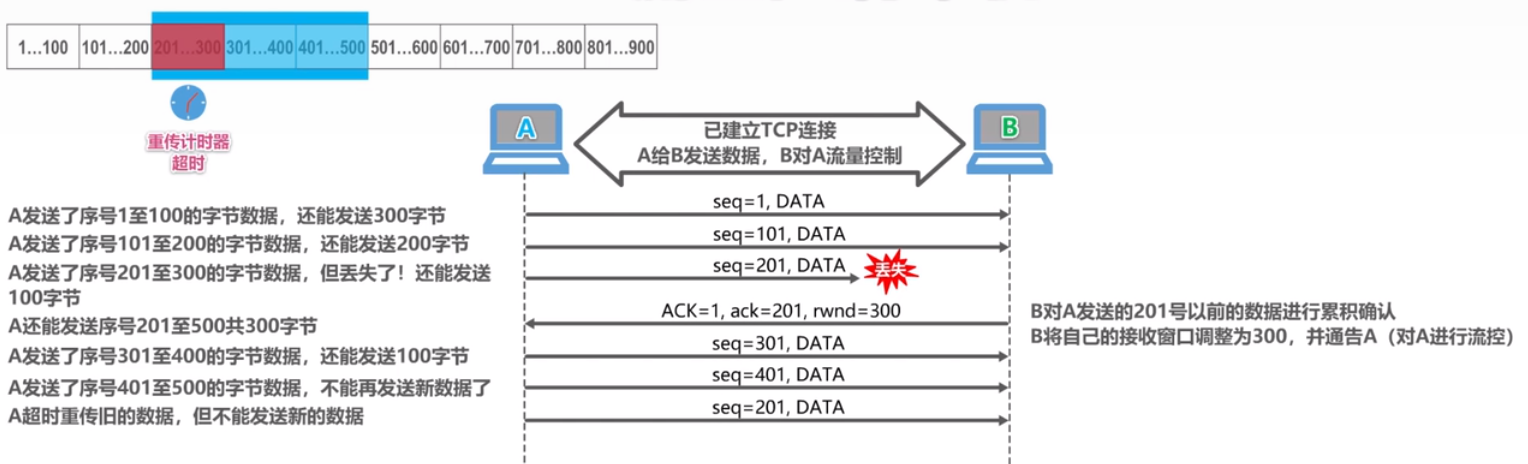 1...100 101...200 201...300 301...400 401...500 501...600 601...700 701...800 801...900
重传计时器
超时
A
B
已建立TCP连接
A给B发送数据，B对A流量控制
A发送了序号1至100的字节数据，还能发送300字节
seq=1, DATA
A发送了序号101至200的字节数据，还能发送200字节
seq=101, DATA
A发送了序号201至300的字节数据，但丢失了！还能发送
100字节
seq=201, DATA
丢失
A还能发送序号201至500共300字节
ACK=1, ack=201, rwnd=300
B对A发送的201号以前的数据进行累积确认
B将自己的接收窗口调整为300，并通告A（对A进行流控）
A发送了序号301至400的字节数据，还能发送100字节
seq=301, DATA
A发送了序号401至500的字节数据，不能再发送新数据了
seq=401, DATA
A超时重传旧的数据，但不能发送新的数据
seq=201, DATA